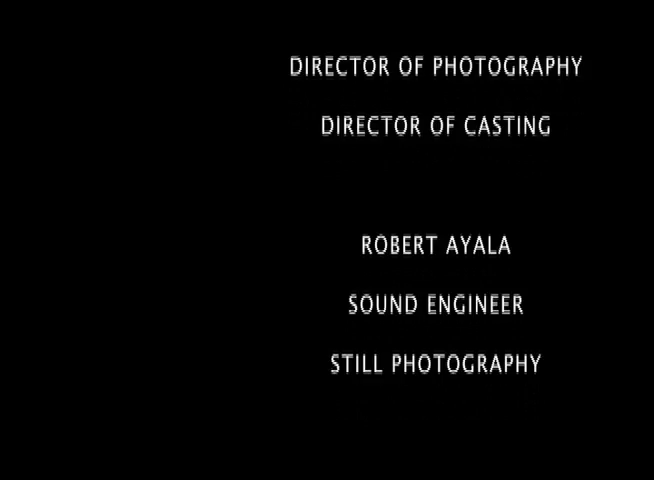 DIRECTOR OF PHOTOGRAPHY
DIRECTOR OF CASTING
ROBERT AYALA
SOUND ENGINEER
STILL PHOTOGRAPHY